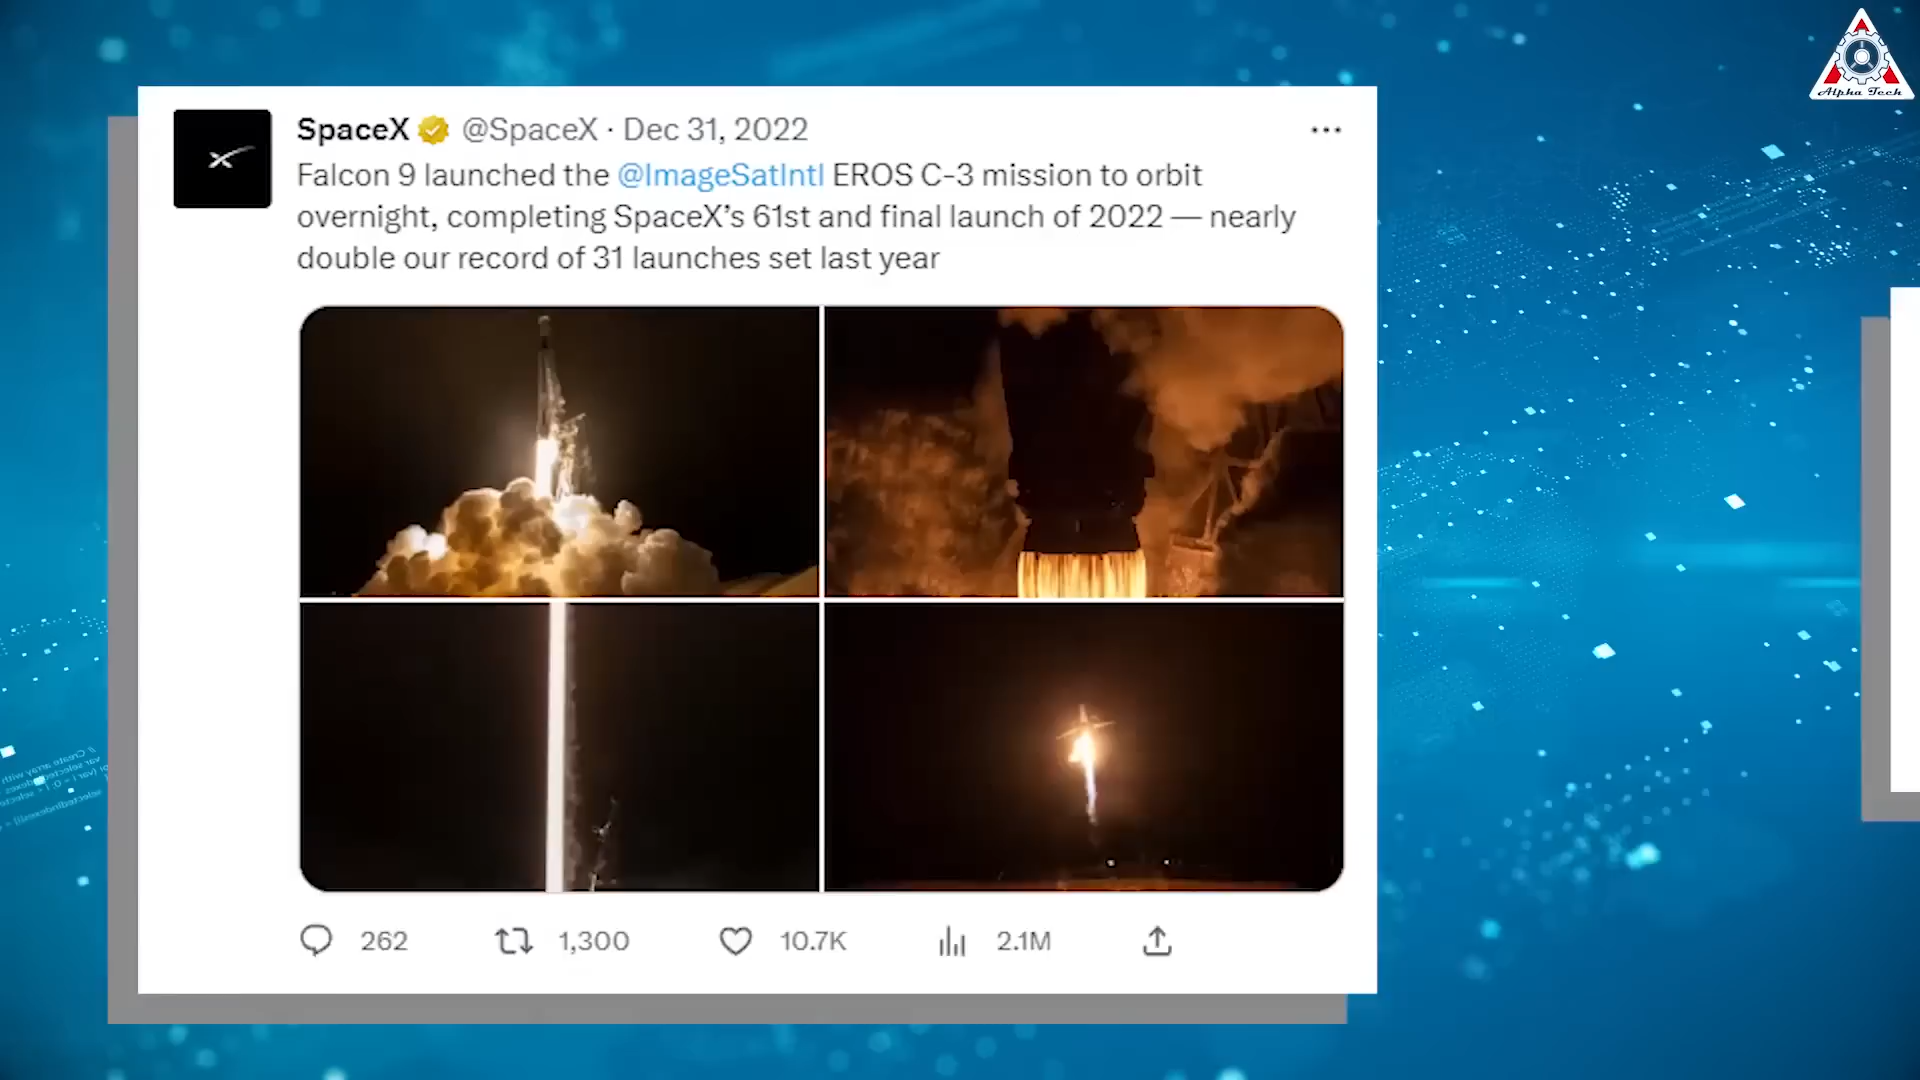 SpaceX @SpaceX · Dec 31, 2022
Falcon 9 launched the @ImageSatIntl EROS C-3 mission to orbit
overnight, completing SpaceX’s 61st and final launch of 2022 — nearly
double our record of 31 launches set last year
262 1,300 10.7K 2.1M
Alpha Tech